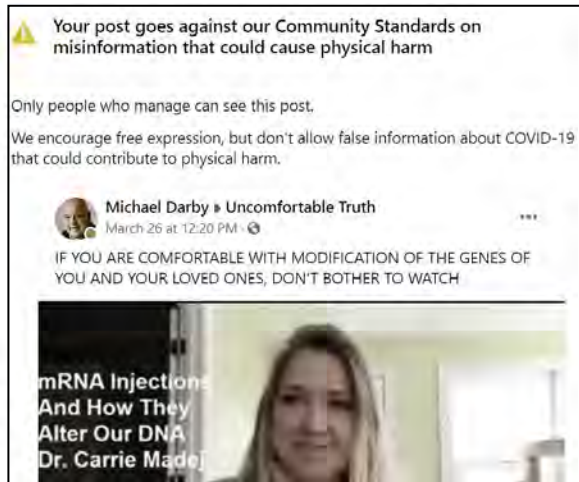 Your post goes against our Community Standards on
misinformation that could cause physical harm
Only people who manage can see this post.
We encourage free expression, but don't allow false information about COVID-19
that could contribute to physical harm.
Michael Darby ▸ Uncomfortable Truth
March 26 at 12:20 PM ·
IF YOU ARE COMFORTABLE WITH MODIFICATION OF THE GENES OF
YOU AND YOUR LOVED ONES, DON'T BOTHER TO WATCH
mRNA Injections
And How They
Alter Our DNA
Dr. Carrie Madej